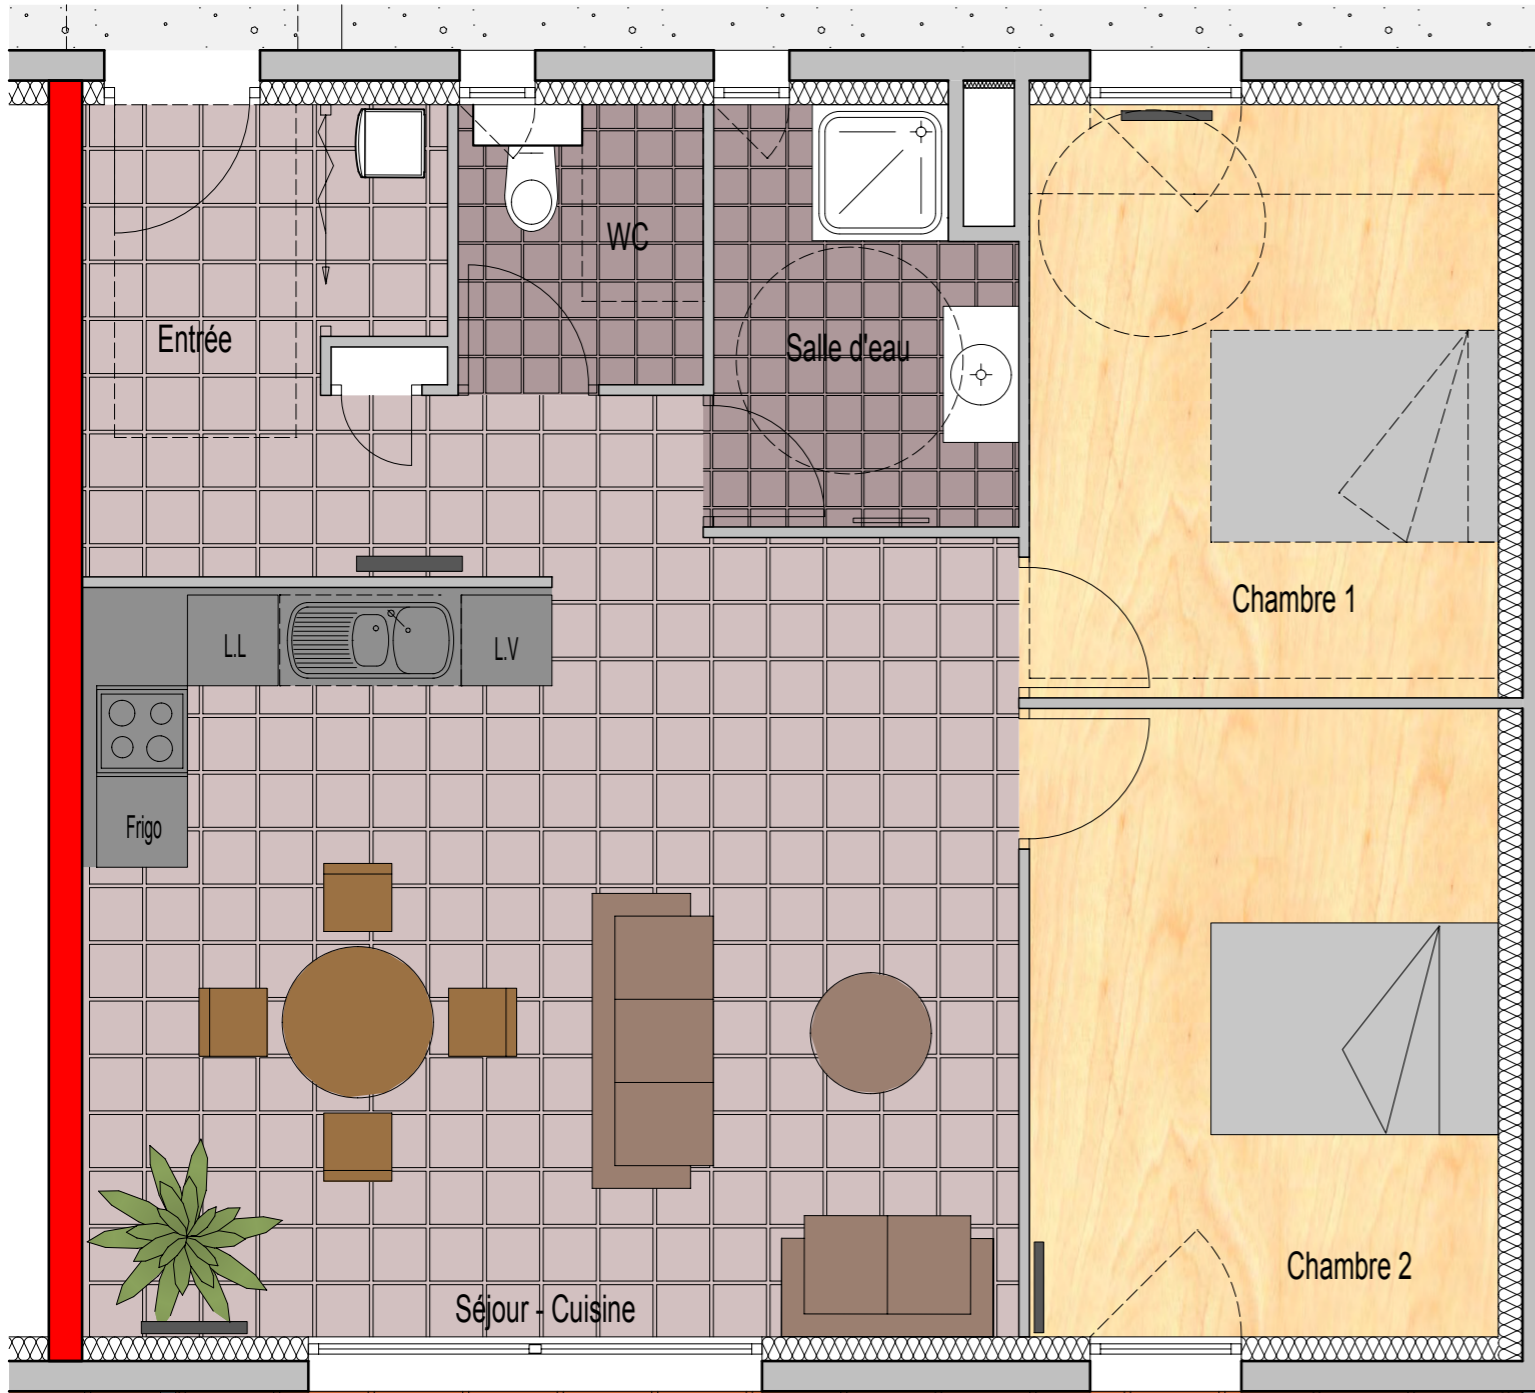 WC
Entrée
Salle d'eau
Chambre 1
L.L
L.V
Frigo
Chambre 2
Séjour - Cuisine